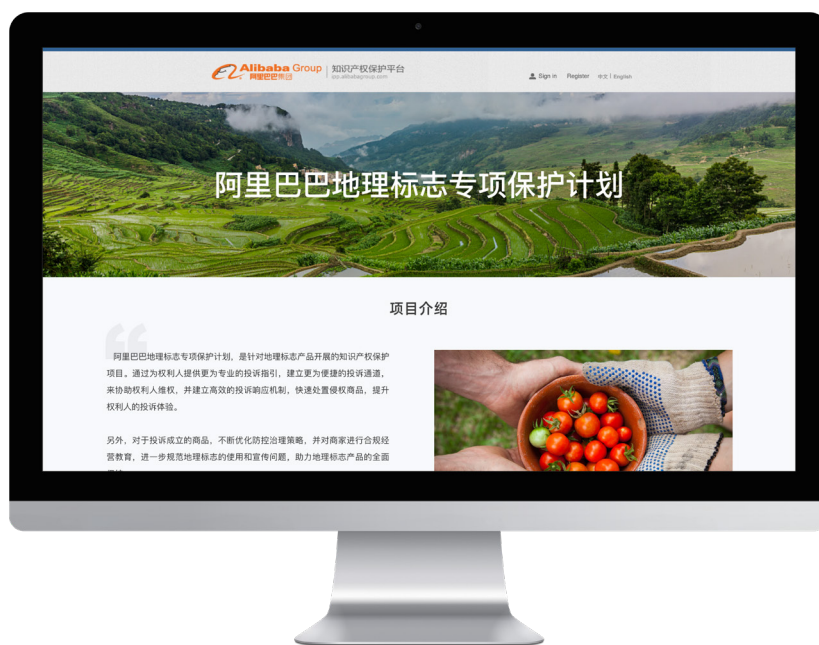 Alibaba Group
阿里巴巴集团
知识产权保护平台
ipp.alibabagroup.com
Sign in Register 中文 | English
阿里巴巴地理标志专项保护计划
项目介绍
阿里巴巴地理标志专项保护计划，是针对地理标志产品开展的知识产权保护
项目。通过为权利人提供更为专业的投诉指引，建立更为便捷的投诉通道，
来协助权利人维权，并建立高效的投诉响应机制，快速处置侵权商品，提升
权利人的投诉体验。
另外，对于投诉成立的商品，不断优化防控治理策略，并对商家进行合规经
营教育，进一步规范地理标志的使用和宣传问题，助力地理标志产品的全面